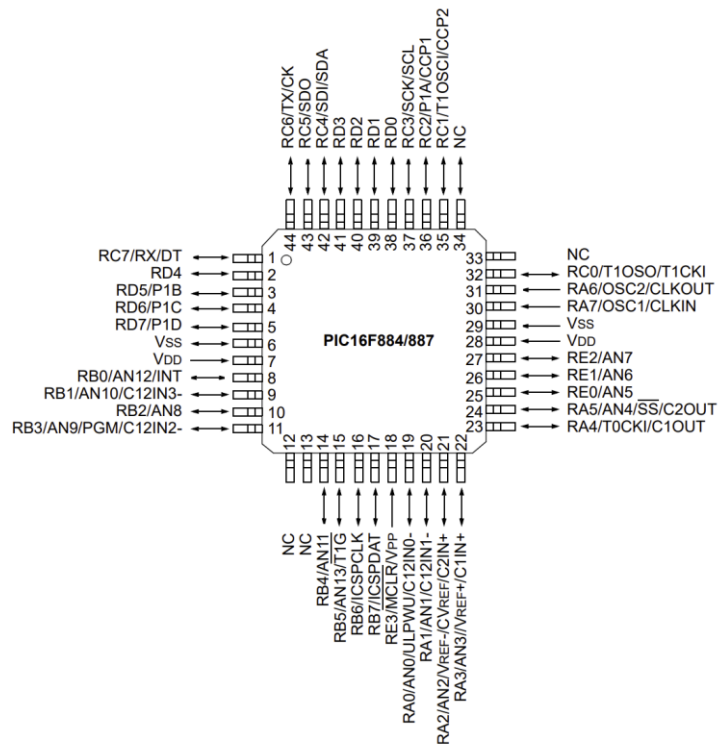 RC6/TX/CK
RC5/SDO
RC4/SDI/SDA
RD3
RD2
RD1
RD0
RC3/SCK/SCL
RC2/P1A/CCP1
RC1/T1OSCI/CCP2
NC
44
43
42
41
40
39
38
37
36
35
34
RC7/RX/DT 1
RD4 2
RD5/P1B 3
RD6/P1C 4
RD7/P1D 5
VSS 6
VDD 7
RB0/AN12/INT 8
RB1/AN10/C12IN3- 9
RB2/AN8 10
RB3/AN9/PGM/C12IN2- 11
PIC16F884/887
33 NC
32 RC0/T1OSO/T1CKI
31 RA6/OSC2/CLKOUT
30 RA7/OSC1/CLKIN
29 VSS
28 VDD
27 RE2/AN7
26 RE1/AN6
25 RE0/AN5
24 RA5/AN4/SS/C2OUT
23 RA4/T0CKI/C1OUT
12
13
14
15
16
17
18
19
20
21
22
NC
NC
RB4/AN11
RB5/AN13/T1G
RB6/ICSPCLK
RB7/ICSPDAT
RE3/MCLR/VPP
RA0/AN0/ULPWU/C12IN0-
RA1/AN1/C12IN1-
RA2/AN2/VREF-/CVREF/C2IN+
RA3/AN3//VREF+/C1IN+